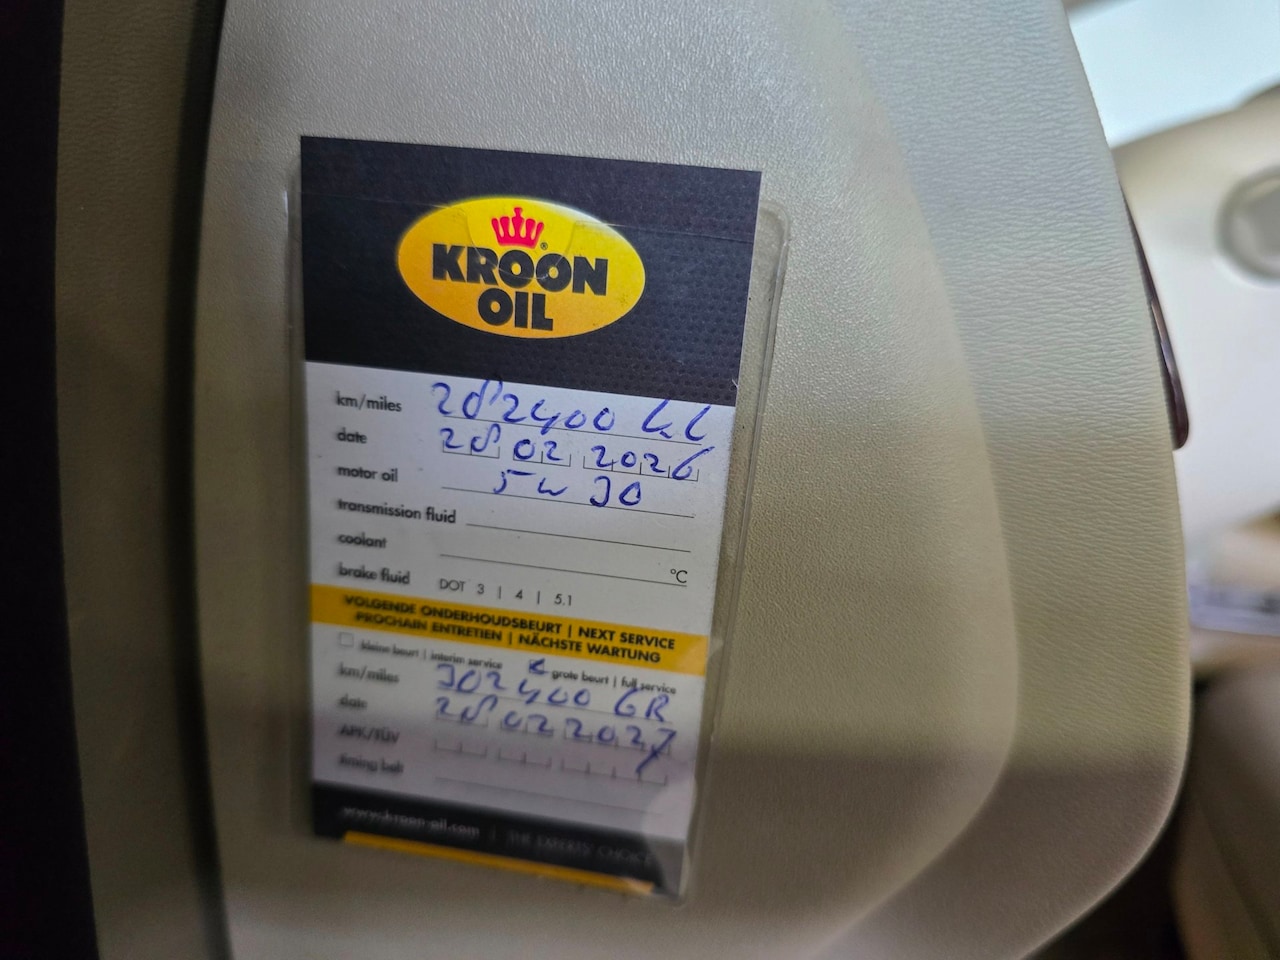 KROON
OIL
km/miles 282400 KL
date 28 02 2026
motor oil 5w 30
transmission fluid
coolant °C
brake fluid DOT 3 | 4 | 5.1
VOLGENDE ONDERHOUDSBEURT | NEXT SERVICE
PROCHAIN ENTRETIEN | NÄCHSTE WARTUNG
kleine beurt | interim service grote beurt | full service
km/miles 302400 GR
date 28 02 2027
APK/TÜV
timing belt
www.kroon-oil.com | THE EXPERTS' CHOICE